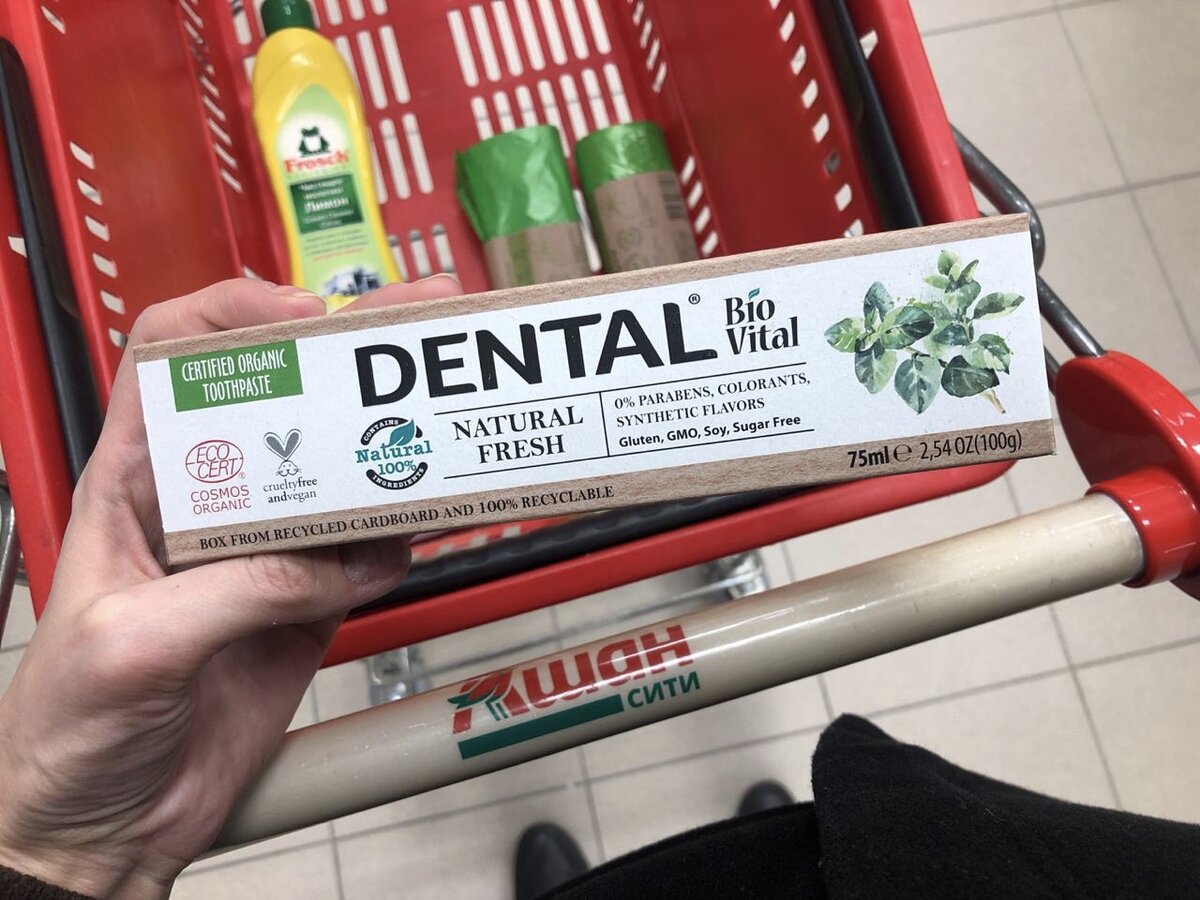 Frosch
Чистящее
молочко
Лимон
CERTIFIED ORGANIC
TOOTHPASTE
DENTAL®
Bio
Vital
ECO
CERT®
COSMOS
ORGANIC
crueltyfree
andvegan
CONTAINS
Natural
100%
INGREDIENTS
NATURAL
FRESH
0% PARABENS, COLORANTS,
SYNTHETIC FLAVORS
Gluten, GMO, Soy, Sugar Free
75ml ℮ 2,54 OZ(100g)
BOX FROM RECYCLED CARDBOARD AND 100% RECYCLABLE
Ашан
СИТИ